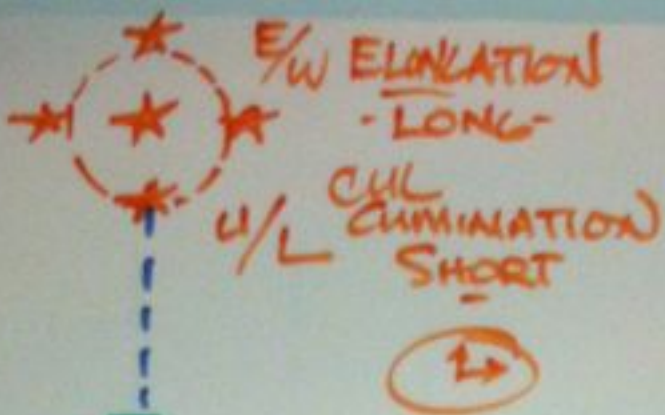 E/W ELONGATION
-LONG-
CUL
U/L CUMINATION
SHORT